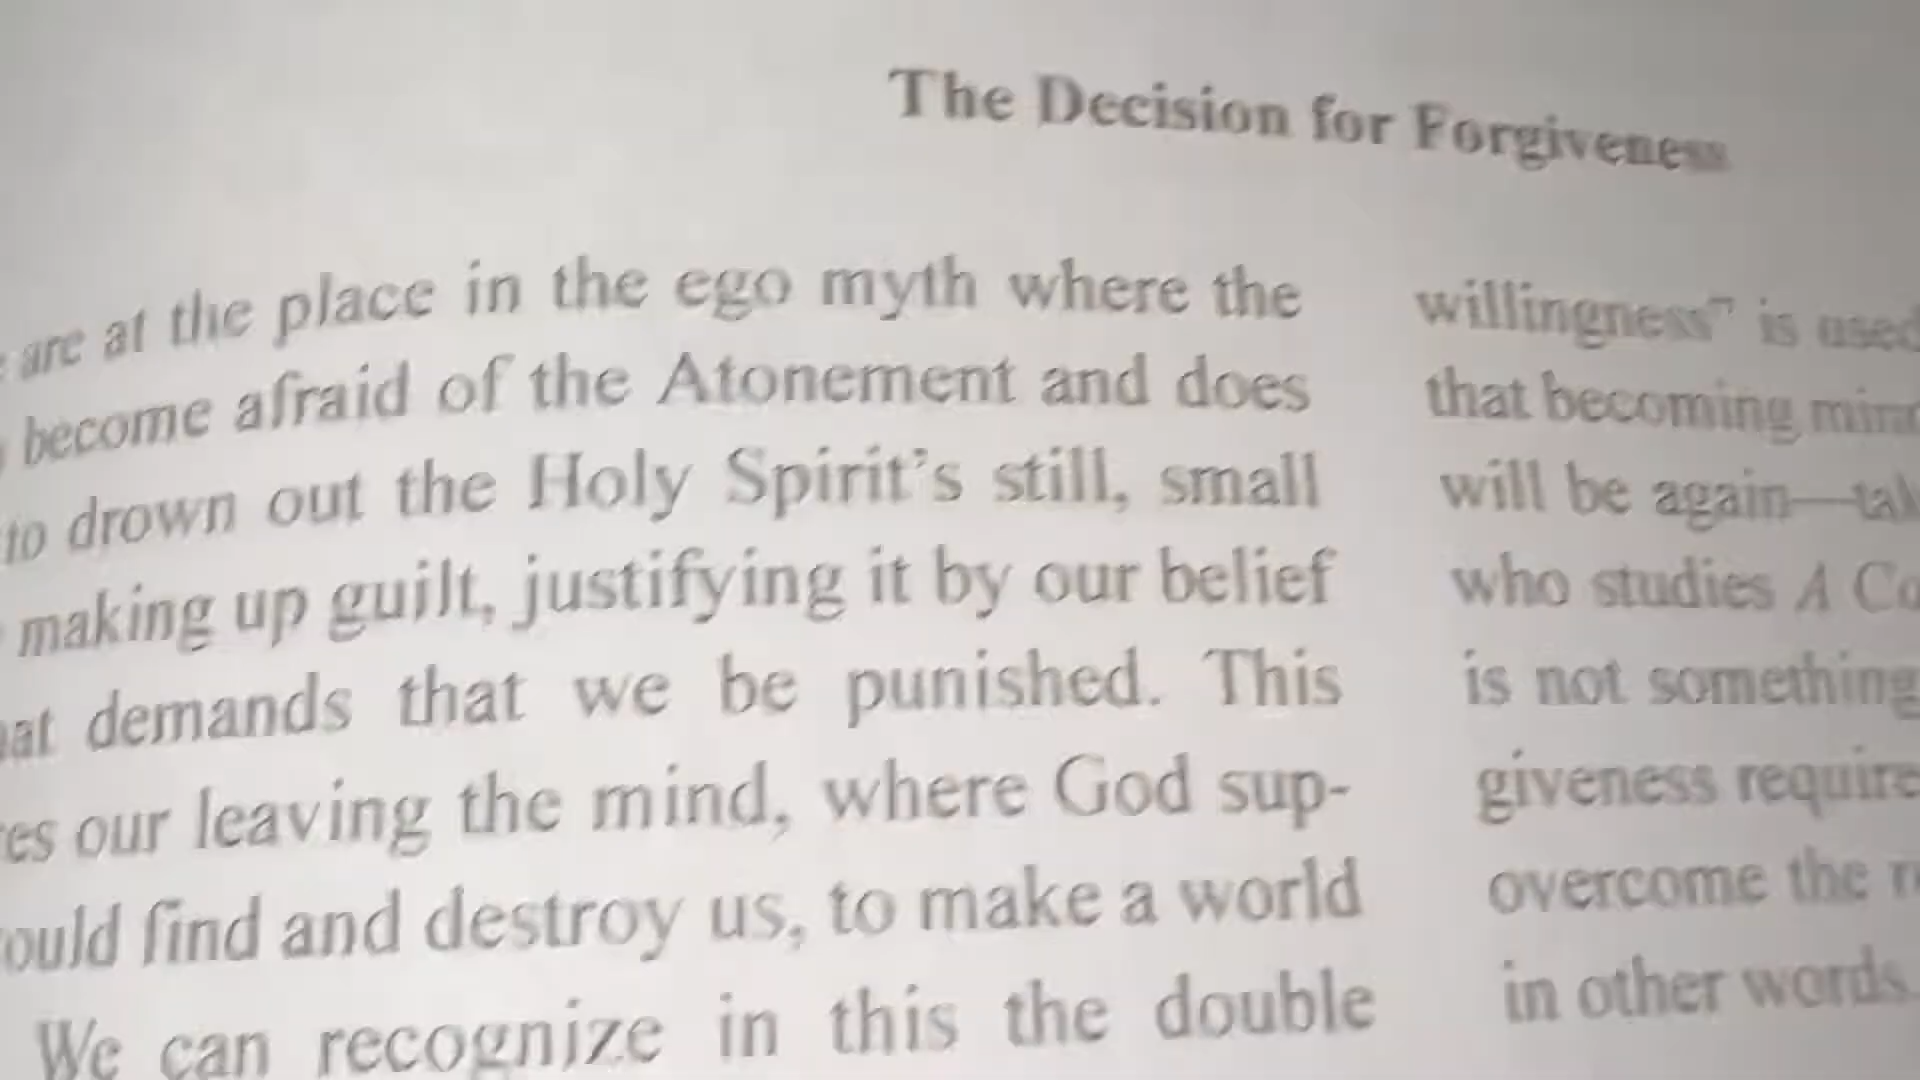 The Decision for Forgiveness
are at the place in the ego myth where the
become afraid of the Atonement and does
to drown out the Holy Spirit's still, small
making up guilt, justifying it by our belief
demands that we be punished. This
our leaving the mind, where God sup-
find and destroy us, to make a world
We can recognize in this the double
willingness" is used
that becoming
will be again—
who studies A
is not something
giveness
overcome the
in other words,